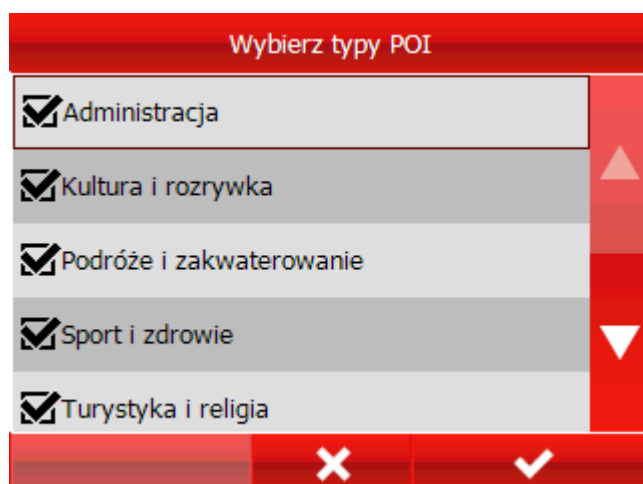 Wybierz typy POI
Administracja
Kultura i rozrywka
Podróże i zakwaterowanie
Sport i zdrowie
Turystyka i religia